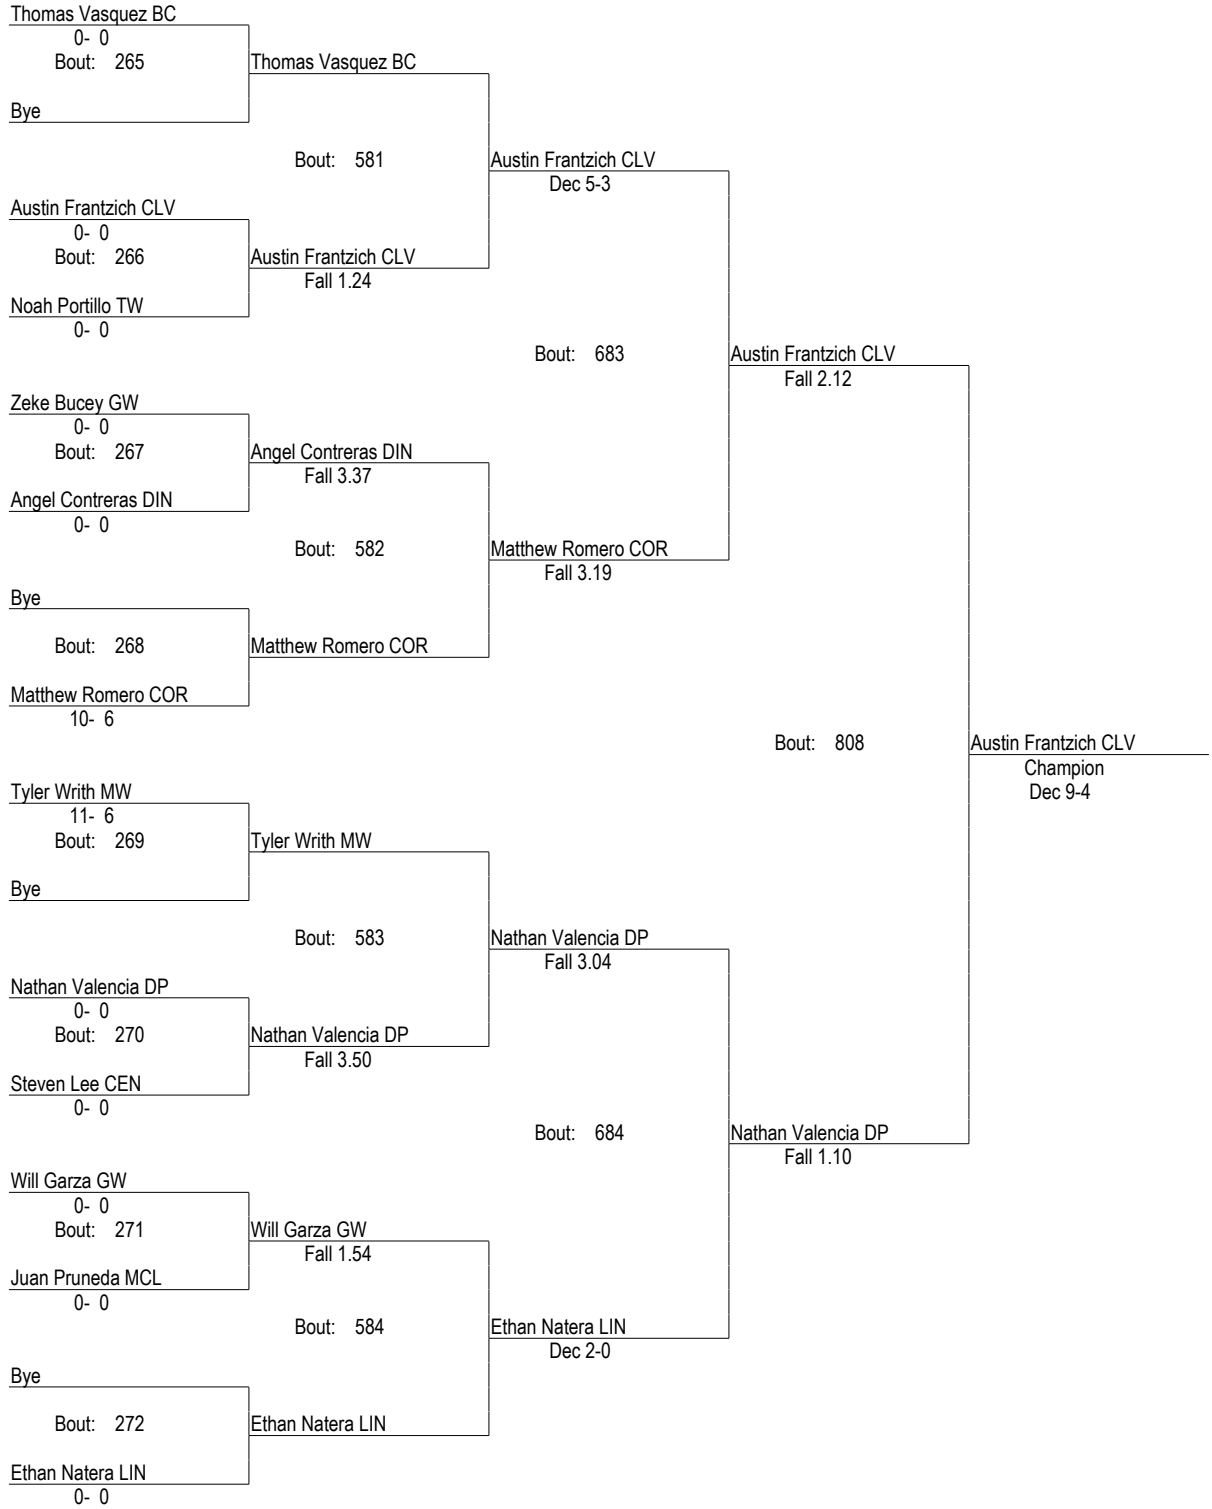 Thomas Vasquez BC
0- 0
Bout: 265
Thomas Vasquez BC
Bye
Bout: 581
Austin Frantzich CLV
Dec 5-3
Austin Frantzich CLV
0- 0
Bout: 266
Austin Frantzich CLV
Fall 1.24
Noah Portillo TW
0- 0
Bout: 683
Austin Frantzich CLV
Fall 2.12
Zeke Bucey GW
0- 0
Bout: 267
Angel Contreras DIN
Fall 3.37
Angel Contreras DIN
0- 0
Bout: 582
Matthew Romero COR
Fall 3.19
Bye
Bout: 268
Matthew Romero COR
Matthew Romero COR
10- 6
Bout: 808
Austin Frantzich CLV
Champion
Dec 9-4
Tyler Writh MW
11- 6
Bout: 269
Tyler Writh MW
Bye
Bout: 583
Nathan Valencia DP
Fall 3.04
Nathan Valencia DP
0- 0
Bout: 270
Nathan Valencia DP
Fall 3.50
Steven Lee CEN
0- 0
Bout: 684
Nathan Valencia DP
Fall 1.10
Will Garza GW
0- 0
Bout: 271
Will Garza GW
Fall 1.54
Juan Pruneda MCL
0- 0
Bout: 584
Ethan Natera LIN
Dec 2-0
Bye
Bout: 272
Ethan Natera LIN
Ethan Natera LIN
0- 0